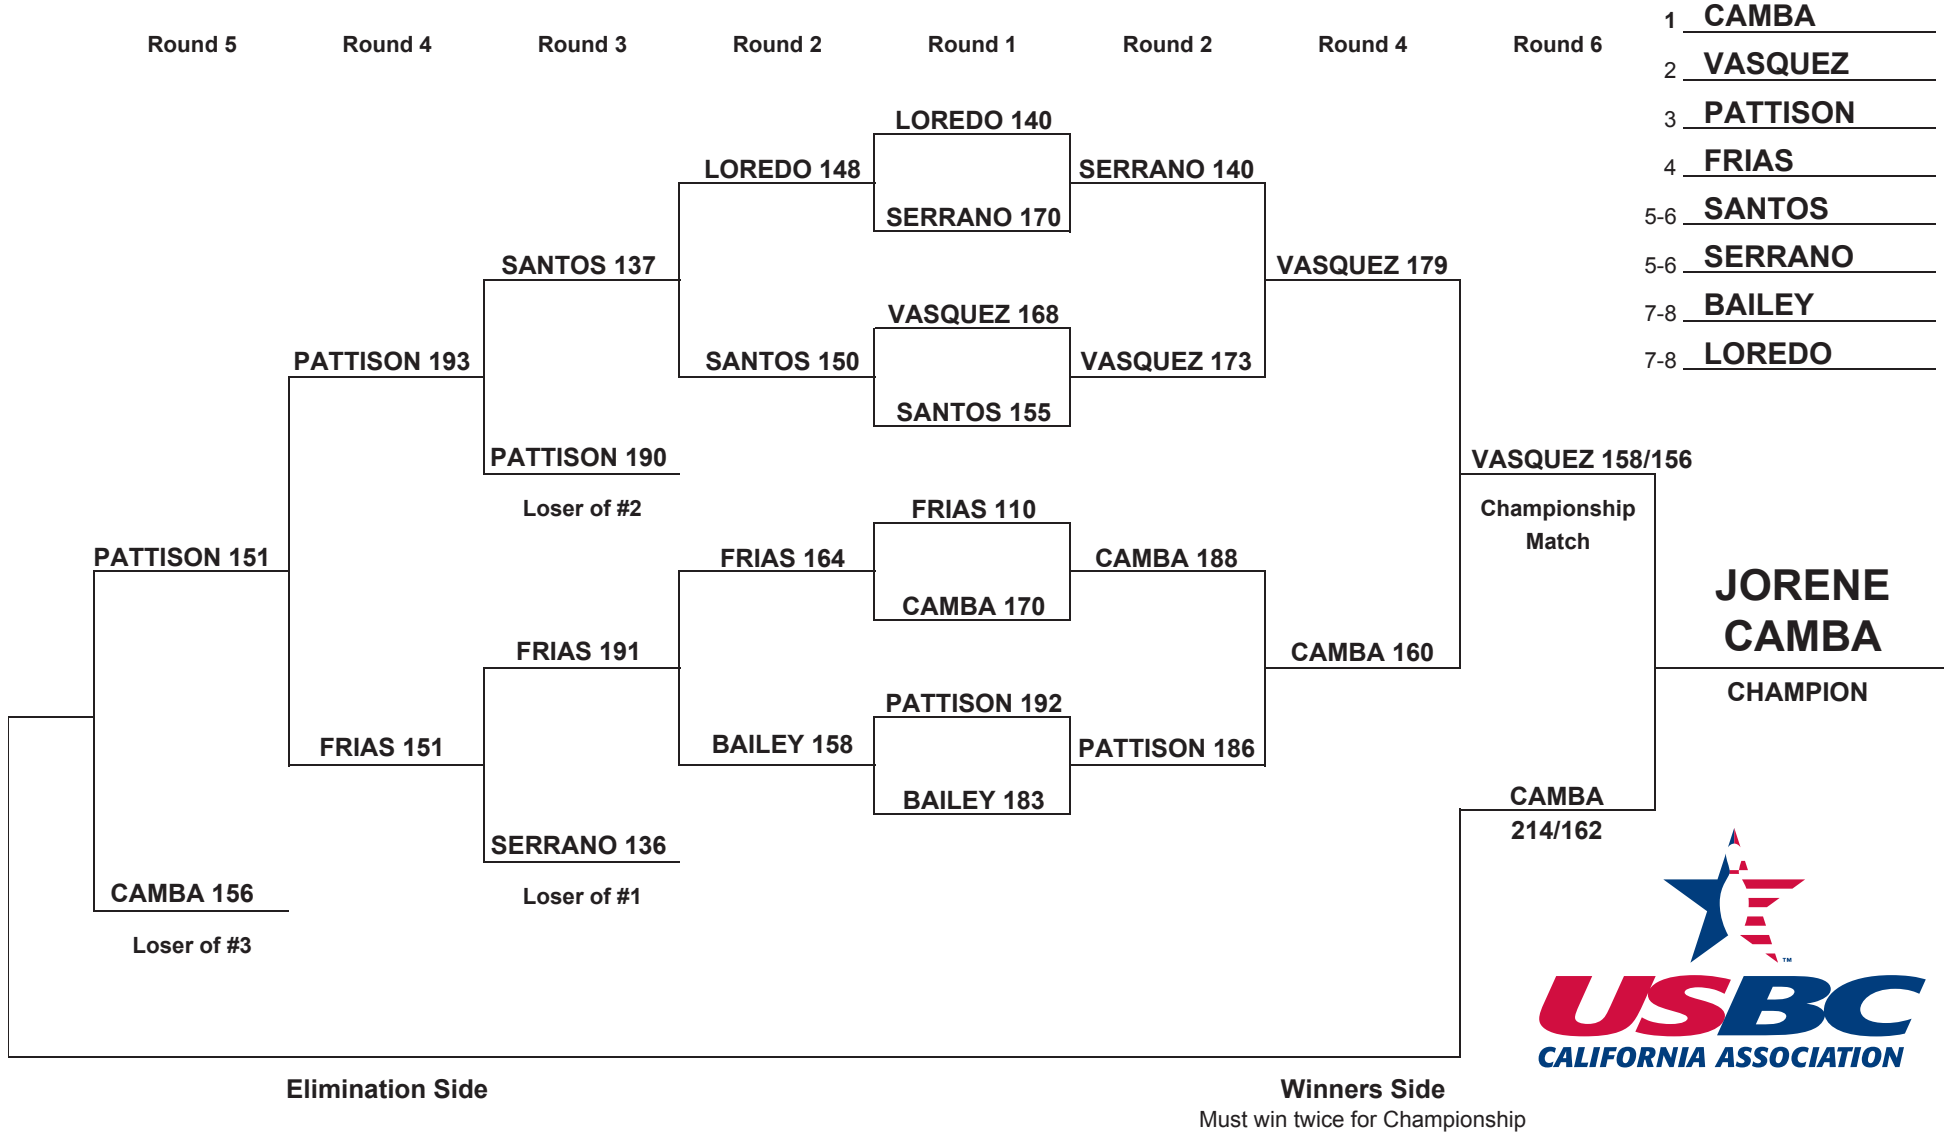 Round 5 Round 4 Round 3 Round 2 Round 1 Round 2 Round 4 Round 6
1 CAMBA
2 VASQUEZ
3 PATTISON
4 FRIAS
5-6 SANTOS
5-6 SERRANO
7-8 BAILEY
7-8 LOREDO
LOREDO 140
LOREDO 148 SERRANO 140
SERRANO 170
SANTOS 137 VASQUEZ 179
VASQUEZ 168
PATTISON 193 SANTOS 150 VASQUEZ 173
SANTOS 155
PATTISON 190 VASQUEZ 158/156
Loser of #2 FRIAS 110 Championship
Match
PATTISON 151 FRIAS 164 CAMBA 188
JORENE
CAMBA 170
CAMBA
FRIAS 191 CAMBA 160
CHAMPION
PATTISON 192
FRIAS 151 BAILEY 158 PATTISON 186
BAILEY 183 CAMBA
214/162
SERRANO 136
CAMBA 156 Loser of #1
Loser of #3
TM
USBC
CALIFORNIA ASSOCIATION
Elimination Side Winners Side
Must win twice for Championship